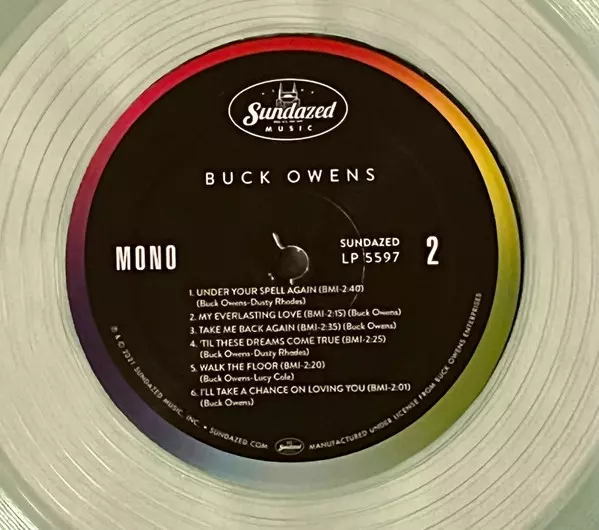 Sundazed
MUSIC
BUCK OWENS
MONO
SUNDAZED
LP 5597
2
1. UNDER YOUR SPELL AGAIN (BMI-2:40)
(Buck Owens-Dusty Rhodes)
2. MY EVERLASTING LOVE (BMI-2:15) (Buck Owens)
3. TAKE ME BACK AGAIN (BMI-2:35) (Buck Owens)
4. 'TIL THESE DREAMS COME TRUE (BMI-2:25)
(Buck Owens-Dusty Rhodes)
5. WALK THE FLOOR (BMI-2:20)
(Buck Owens-Lucy Cole)
6. I'LL TAKE A CHANCE ON LOVING YOU (BMI-2:01)
(Buck Owens)
℗ & © 2021 SUNDAZED MUSIC, INC. • SUNDAZED.COM
Sundazed
MANUFACTURED UNDER LICENSE FROM BUCK OWENS ENTERPRISES